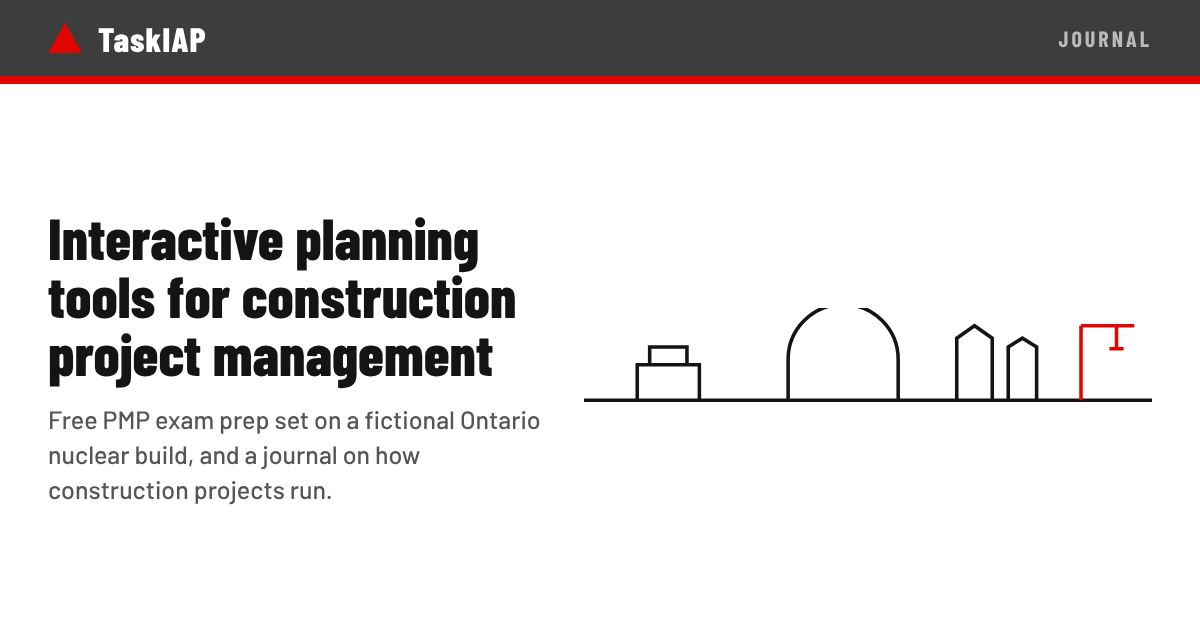 TaskIAP
JOURNAL
Interactive planning
tools for construction
project management
Free PMP exam prep set on a fictional Ontario
nuclear build, and a journal on how
construction projects run.